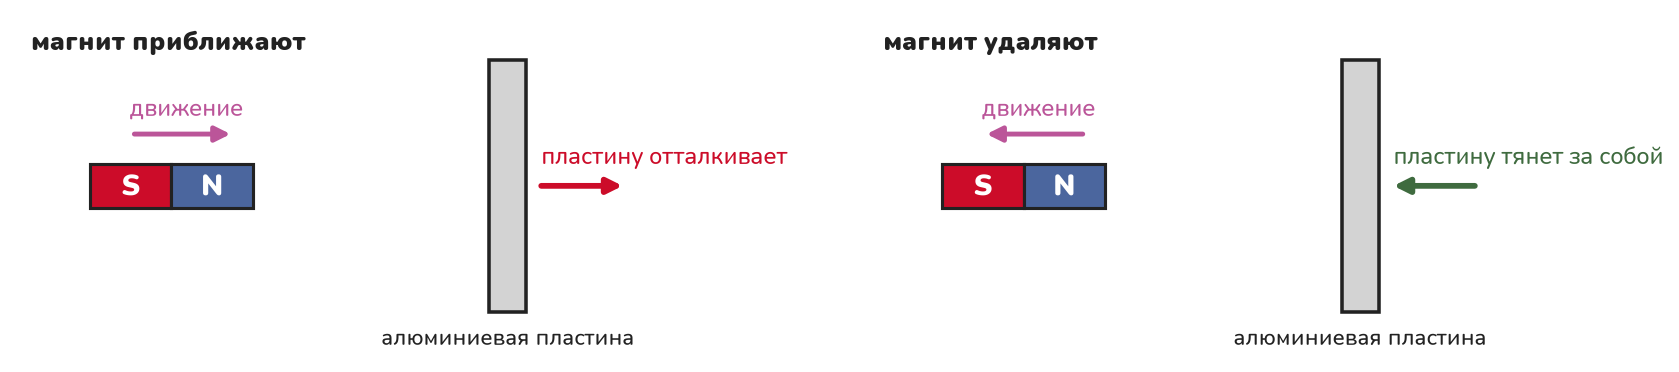 магнит приближают
движение
S N
пластину отталкивает
алюминиевая пластина
магнит удаляют
движение
S N
пластину тянет за собой
алюминиевая пластина